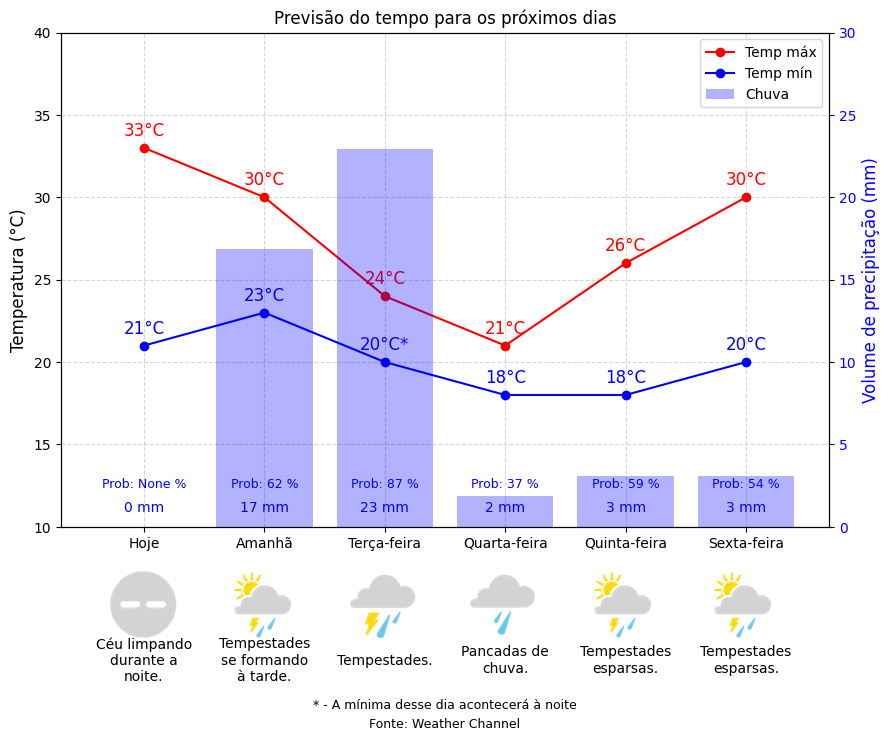 Previsão do tempo para os próximos dias
Temp máx
Temp mín
Chuva
Temperatura (°C)
40
35
30
25
20
15
10
Volume de precipitação (mm)
30
25
20
15
10
5
0
33°C
30°C
24°C
21°C
26°C
30°C
21°C
23°C
20°C*
18°C
18°C
20°C
Prob: None %
Prob: 62 %
Prob: 87 %
Prob: 37 %
Prob: 59 %
Prob: 54 %
0 mm
17 mm
23 mm
2 mm
3 mm
3 mm
Hoje
Amanhã
Terça-feira
Quarta-feira
Quinta-feira
Sexta-feira
Céu limpando
durante a
noite.
Tempestades
se formando
à tarde.
Tempestades.
Pancadas de
chuva.
Tempestades
esparsas.
Tempestades
esparsas.
* - A mínima desse dia acontecerá à noite
Fonte: Weather Channel